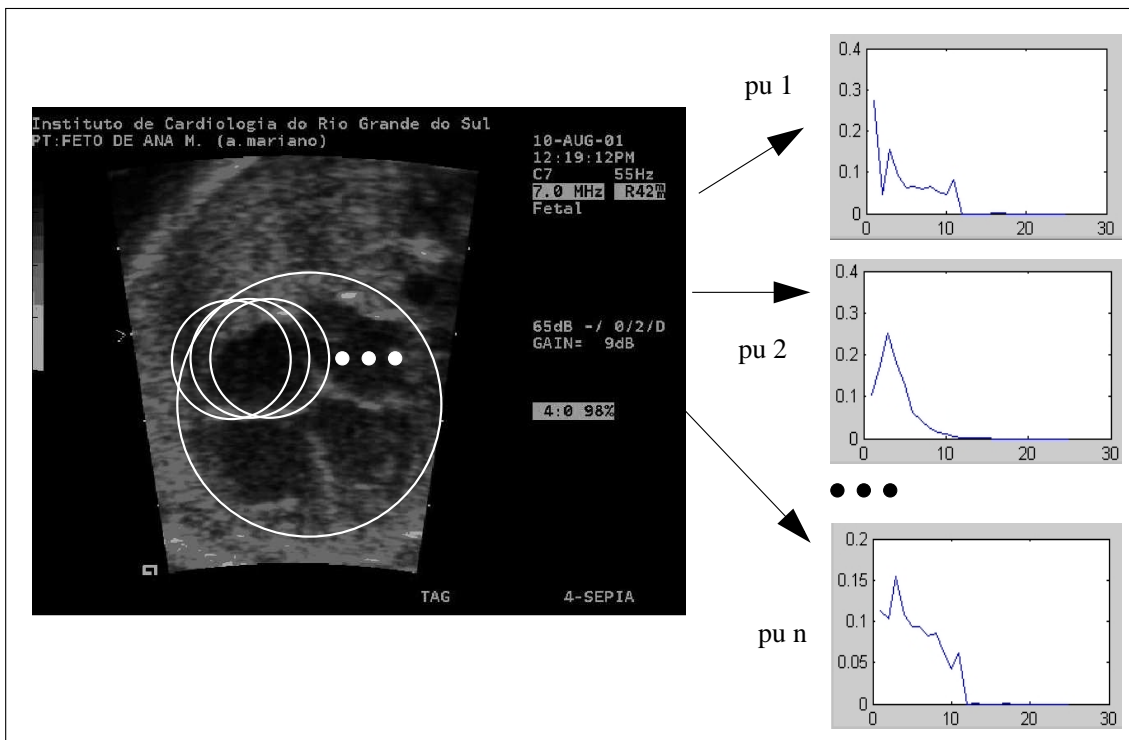 Instituto de Cardiologia do Rio Grande do Sul
PT:FETO DE ANA M. (a.mariano)
10-AUG-01
12:19:12PM
C7 55Hz
7.0 MHz R42mm
Fetal
65dB -/ 0/2/D
GAIN= 9dB
4:0 98%
TAG 4-SEPIA
pu 1
0.4
0.3
0.2
0.1
0
0 10 20 30
pu 2
0.4
0.3
0.2
0.1
0
0 10 20 30
pu n
0.2
0.15
0.1
0.05
0
0 10 20 30